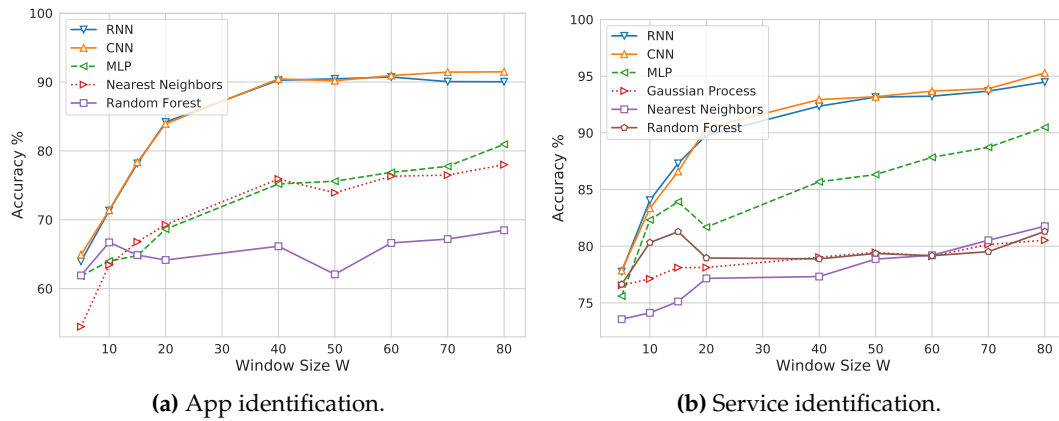 100
90
80
70
60
Accuracy %
RNN
CNN
MLP
Nearest Neighbors
Random Forest
10 20 30 40 50 60 70 80
Window Size W
(a) App identification.
100
95
90
85
80
75
Accuracy %
RNN
CNN
MLP
Gaussian Process
Nearest Neighbors
Random Forest
10 20 30 40 50 60 70 80
Window Size W
(b) Service identification.